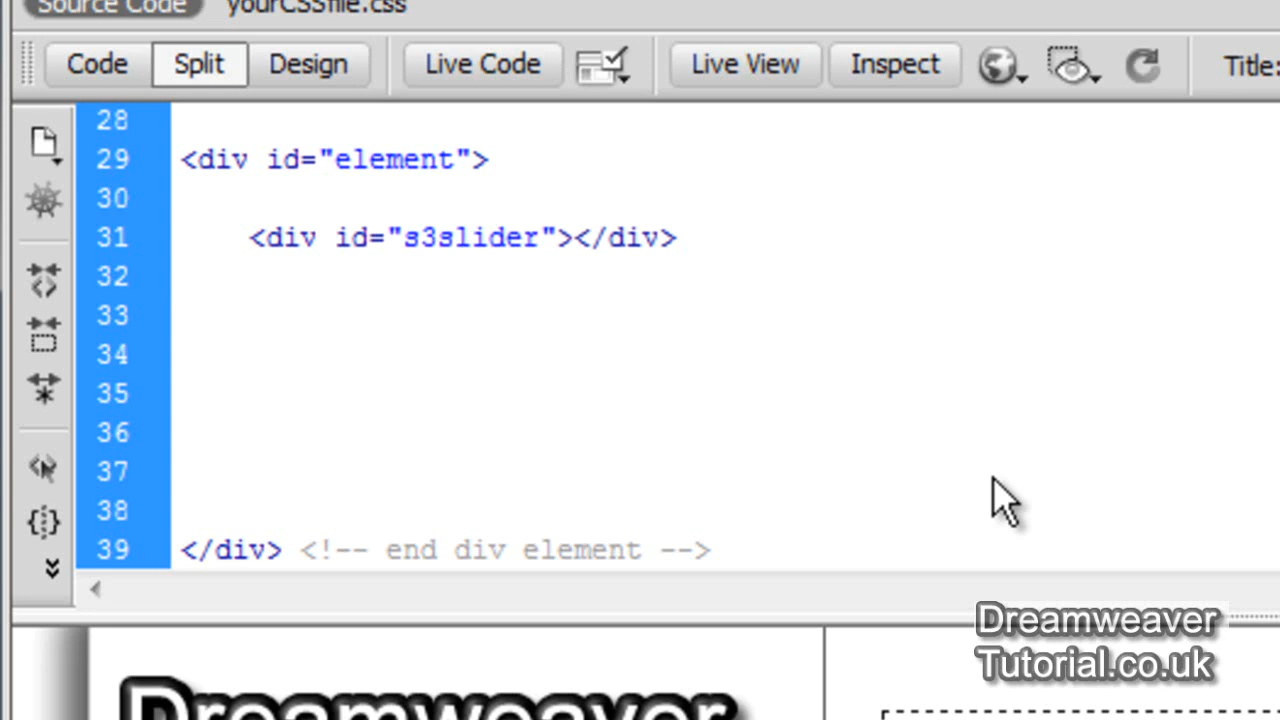 Source Code yourCSSfile.css
Code Split Design Live Code Live View Inspect Title:
28
29 <div id="element">
30
31 <div id="s3slider"></div>
32
33
34
35
36
37
38
39 </div> <!-- end div element -->
Dreamweaver
Tutorial.co.uk
Dreamweaver